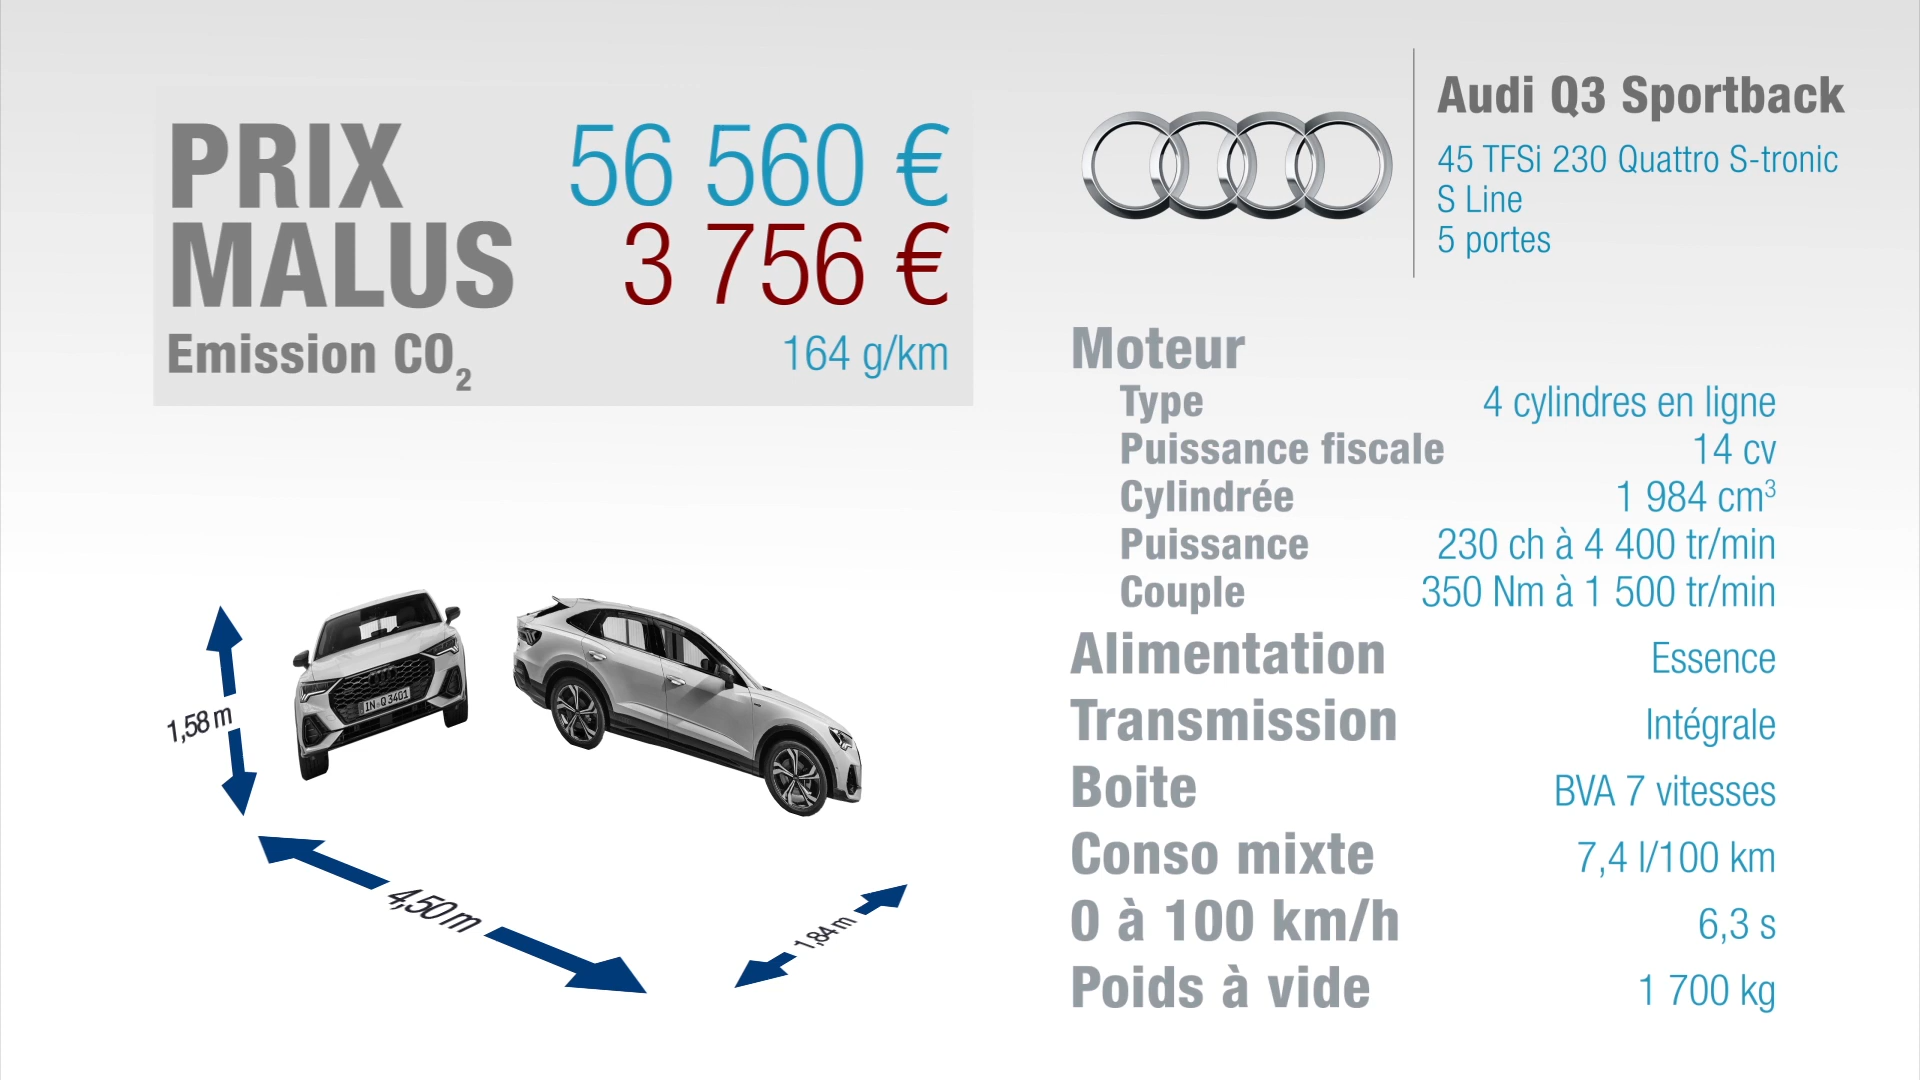 PRIX 56 560 €
MALUS 3 756 €
Emission CO₂ 164 g/km
Audi Q3 Sportback
45 TFSi 230 Quattro S-tronic
S Line
5 portes
Moteur
Type 4 cylindres en ligne
Puissance fiscale 14 cv
Cylindrée 1 984 cm³
Puissance 230 ch à 4 400 tr/min
Couple 350 Nm à 1 500 tr/min
Alimentation Essence
Transmission Intégrale
Boite BVA 7 vitesses
Conso mixte 7,4 l/100 km
0 à 100 km/h 6,3 s
Poids à vide 1 700 kg
IN Q 3401
1,58 m
4,50 m
1,84 m